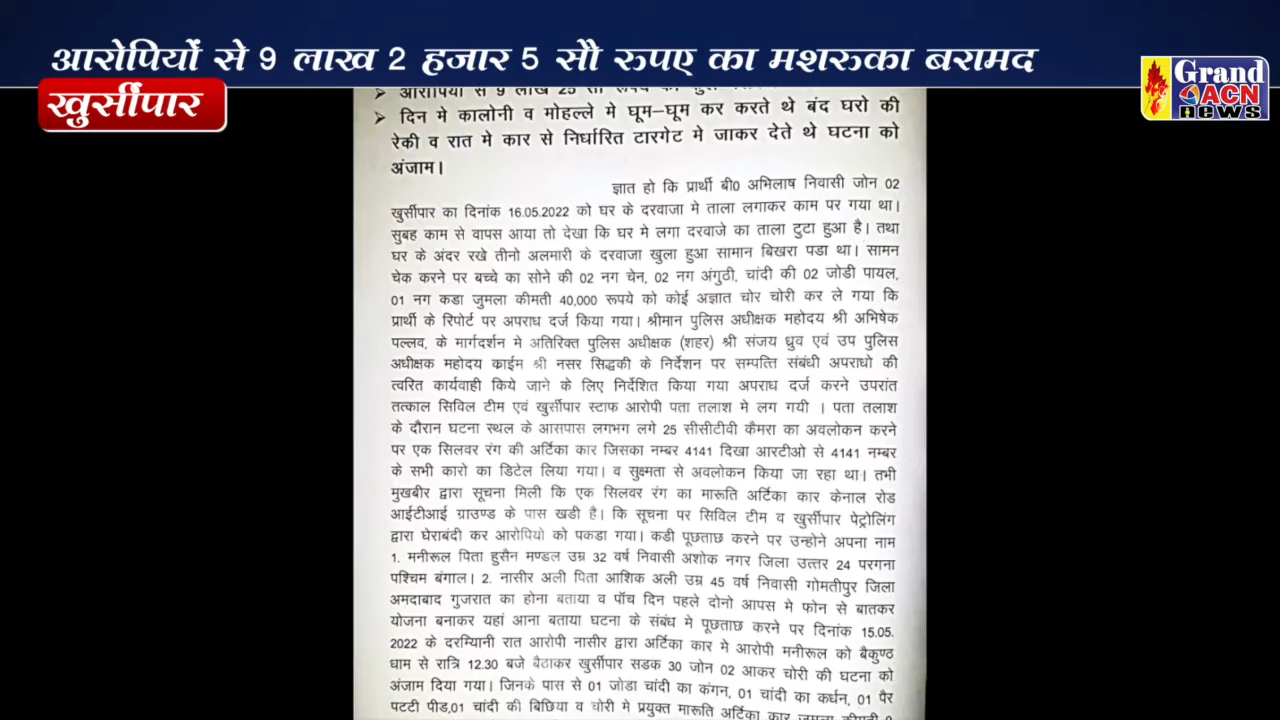 आरोपियों से 9 लाख 2 हजार 5 सौ रुपए का मशरुका बरामद
खुर्सीपार
Grand
ACN
news
➤ आरोपियो से 9 लाख 25 सौ रूपये का
➤ दिन मे कालोनी व मोहल्ले मे घूम–घूम कर करते थे बंद घरो की
रेकी व रात मे कार से निर्धारित टारगेट मे जाकर देते थे घटना को
अंजाम।
ज्ञात हो कि प्रार्थी बी0 अभिलाष निवासी जोन 02
खुर्सीपार का दिनांक 16.05.2022 को घर के दरवाजा मे ताला लगाकर काम पर गया था।
सुबह काम से वापस आया तो देखा कि घर मे लगा दरवाजे का ताला टुटा हुआ है। तथा
घर के अंदर रखे तीनो अलमारी के दरवाजा खुला हुआ सामान बिखरा पडा था। सामन
चेक करने पर बच्चे का सोने की 02 नग चेन, 02 नग अंगुठी, चांदी की 02 जोडी पायल,
01 नग कडा जुमला कीमती 40,000 रूपये को कोई अज्ञात चोर चोरी कर ले गया कि
प्रार्थी के रिपोर्ट पर अपराध दर्ज किया गया। श्रीमान पुलिस अधीक्षक महोदय श्री अभिषेक
पल्लव, के मार्गदर्शन मे अतिरिक्त पुलिस अधीक्षक (शहर) श्री संजय ध्रुव एवं उप पुलिस
अधीक्षक महोदय काईम श्री नसर सिद्धकी के निर्देशन पर सम्पत्ति संबंधी अपराधो की
त्वरित कार्यवाही किये जाने के लिए निर्देशित किया गया अपराध दर्ज करने उपरांत
तत्काल सिविल टीम एवं खुर्सीपार स्टाफ आरोपी पता तलाश मे लग गयी । पता तलाश
के दौरान घटना स्थल के आसपास लगभग लगे 25 सीसीटीवी कैमरा का अवलोकन करने
पर एक सिलवर रंग की अर्टिका कार जिसका नम्बर 4141 दिखा आरटीओ से 4141 नम्बर
के सभी कारो का डिटेल लिया गया। व सुक्ष्मता से अवलोकन किया जा रहा था। तभी
मुखबीर द्वारा सूचना मिली कि एक सिलवर रंग का मारूति अर्टिका कार केनाल रोड
आईटीआई ग्राउण्ड के पास खडी है। कि सूचना पर सिविल टीम व खुर्सीपार पेट्रोलिंग
द्वारा घेराबंदी कर आरोपियो को पकडा गया। कडी पूछताछ करने पर उन्होने अपना नाम
1. मनीरूल पिता हुसैन मण्डल उम्र 32 वर्ष निवासी अशोक नगर जिला उत्तर 24 परगना
पश्चिम बंगाल। 2. नासीर अली पिता आशिक अली उम्र 45 वर्ष निवासी गोमतीपुर जिला
अमदाबाद गुजरात का होना बताया व पॉच दिन पहले दोनो आपस मे फोन से बातकर
योजना बनाकर यहां आना बताया घटना के संबंध मे पूछताछ करने पर दिनांक 15.05.
2022 के दरम्यिानी रात आरोपी नासीर द्वारा अर्टिका कार मे आरोपी मनीरूल को बैकुण्ठ
धाम से रात्रि 12.30 बजे बैठाकर खुर्सीपार सडक 30 जोन 02 आकर चोरी की घटना को
अंजाम दिया गया। जिनके पास से 01 जोडा चांदी का कंगन, 01 चांदी का कर्धन, 01 पैर
पटटी पीड,01 चांदी की बिछिया व चोरी मे प्रयुक्त मारूति अर्टिका कार जुमला कीमती 9